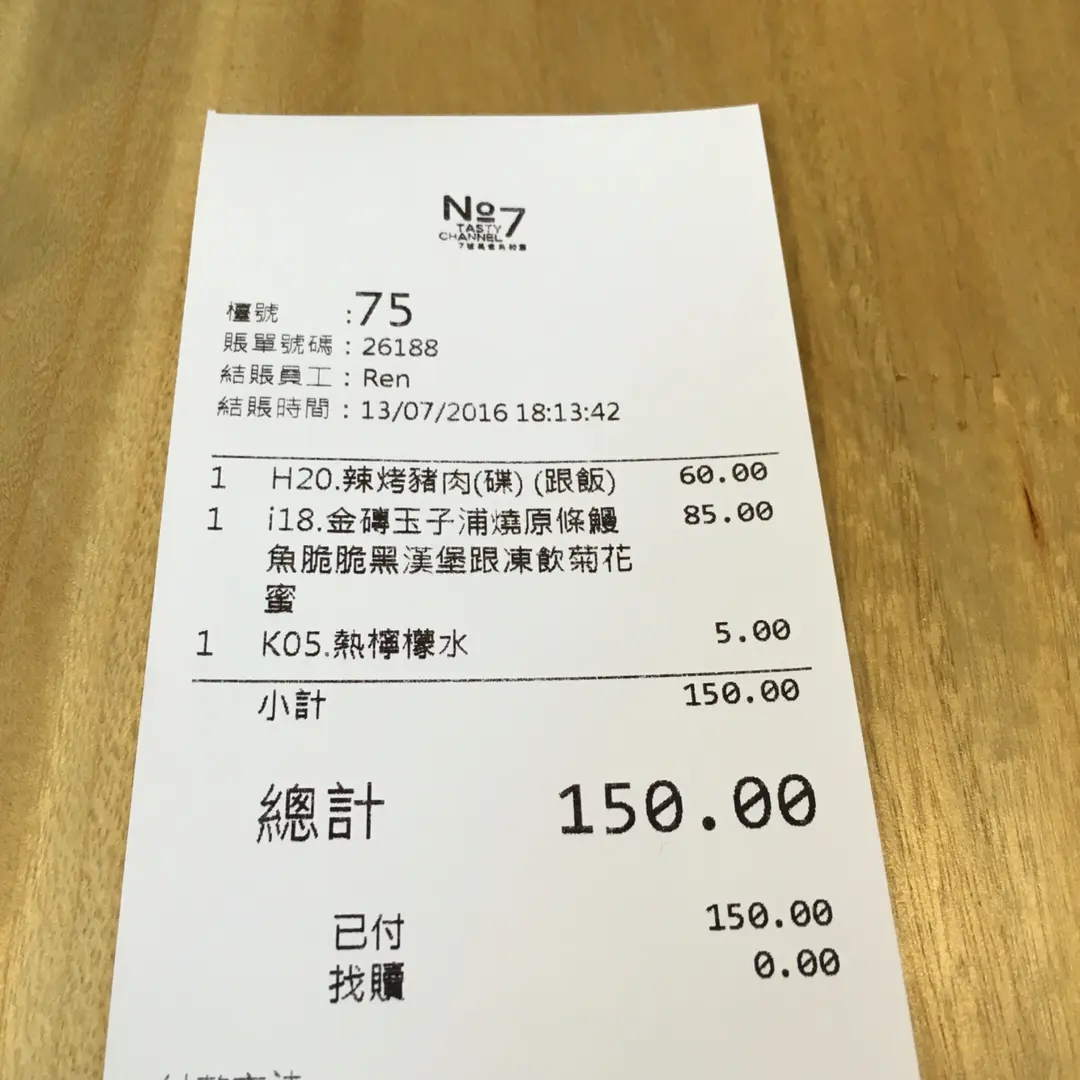 No7
TASTY
CHANNEL
檯號 :75
賬單號碼 : 26188
結賬員工 : Ren
結賬時間 : 13/07/2016 18:13:42
1 H20.辣烤豬肉(碟) (跟飯) 60.00
1 i18.金磚玉子浦燒原條鰻 85.00
魚脆脆黑漢堡跟凍飲菊花
蜜
1 K05.熱檸檬水 5.00
小計 150.00
總計 150.00
已付 150.00
找贖 0.00